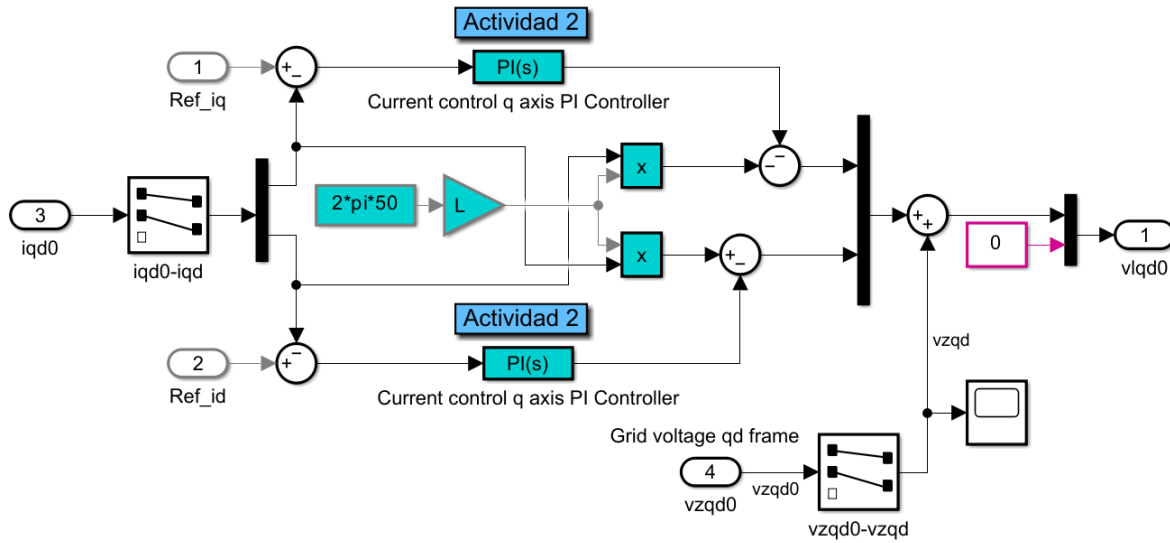 Actividad 2
1
Ref_iq
+
−
PI(s)
Current control q axis PI Controller
−
−
3
iqd0
iqd0-iqd
2*pi*50
L
x
x
+
−
+
+
0
1
vlqd0
Actividad 2
2
Ref_id
+
−
PI(s)
Current control q axis PI Controller
vzqd
Grid voltage qd frame
4
vzqd0
vzqd0
vzqd0-vzqd